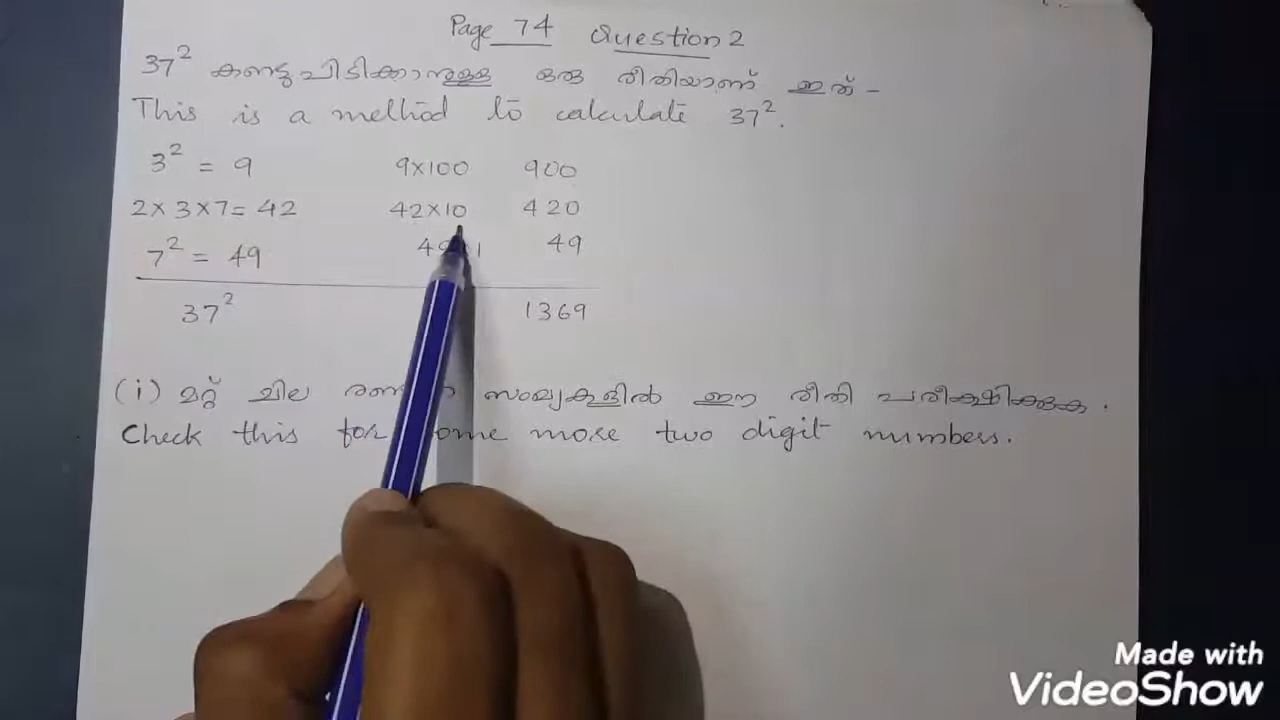 Page 74 Question 2
37² കണ്ടുപിടിക്കാനുള്ള ഒരു രീതിയാണ് ഇത് -
This is a method to calculate 37².
3² = 9 9×100 900
2×3×7= 42 42×10 420
7² = 49 49
37² 1369
(i) മറ്റ് ചില സംഖ്യകളിൽ ഈ രീതി പരീക്ഷിക്കുക.
Check this for more two digit numbers.
Made with
VideoShow